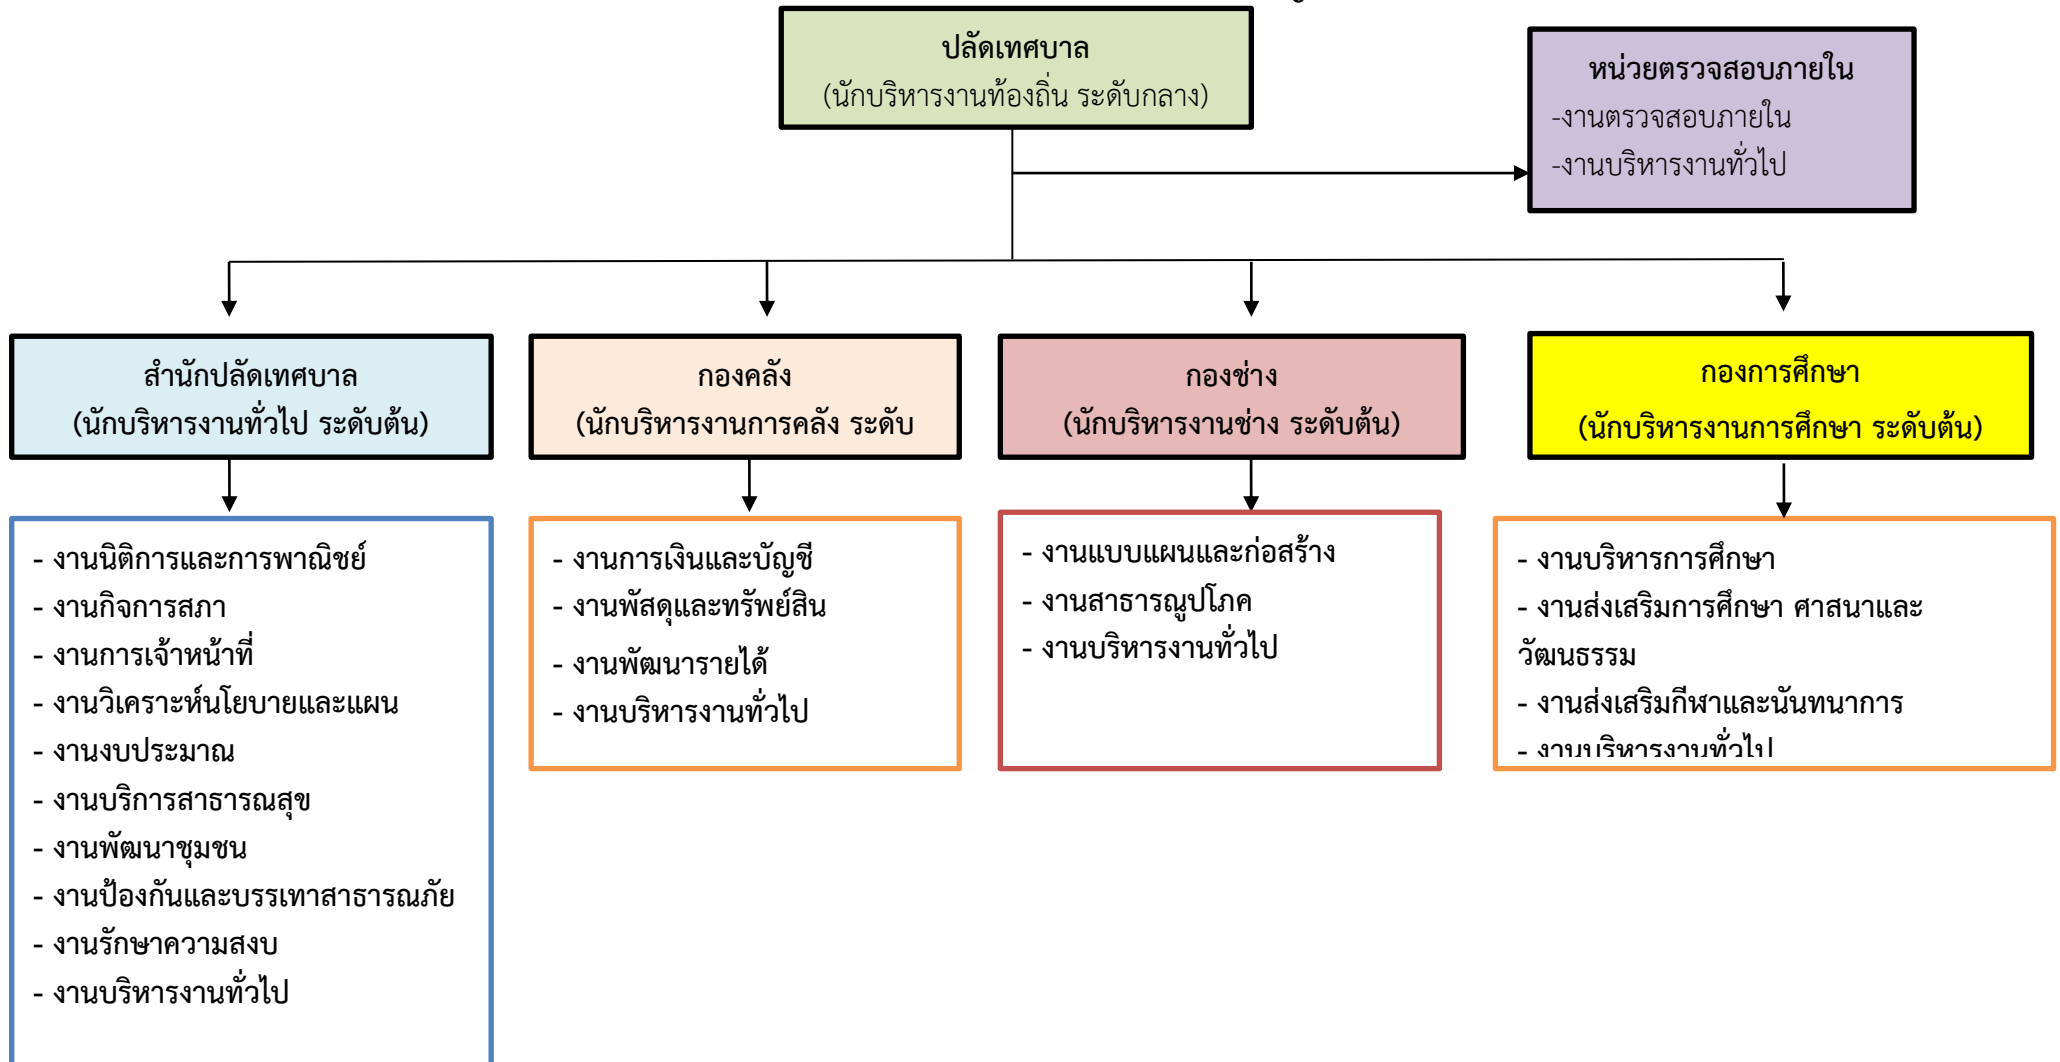 ปลัดเทศบาล
(นักบริหารงานท้องถิ่น ระดับกลาง)
หน่วยตรวจสอบภายใน
-งานตรวจสอบภายใน
-งานบริหารงานทั่วไป
สำนักปลัดเทศบาล
(นักบริหารงานทั่วไป ระดับต้น)
กองคลัง
(นักบริหารงานการคลัง ระดับ
กองช่าง
(นักบริหารงานช่าง ระดับต้น)
กองการศึกษา
(นักบริหารงานการศึกษา ระดับต้น)
- งานนิติการและการพาณิชย์
- งานกิจการสภา
- งานการเจ้าหน้าที่
- งานวิเคราะห์นโยบายและแผน
- งานงบประมาณ
- งานบริการสาธารณสุข
- งานพัฒนาชุมชน
- งานป้องกันและบรรเทาสาธารณภัย
- งานรักษาความสงบ
- งานบริหารงานทั่วไป
- งานการเงินและบัญชี
- งานพัสดุและทรัพย์สิน
- งานพัฒนารายได้
- งานบริหารงานทั่วไป
- งานแบบแผนและก่อสร้าง
- งานสาธารณูปโภค
- งานบริหารงานทั่วไป
- งานบริหารการศึกษา
- งานส่งเสริมการศึกษา ศาสนาและ
วัฒนธรรม
- งานส่งเสริมกีฬาและนันทนาการ
- งานบริหารงานทั่วไป